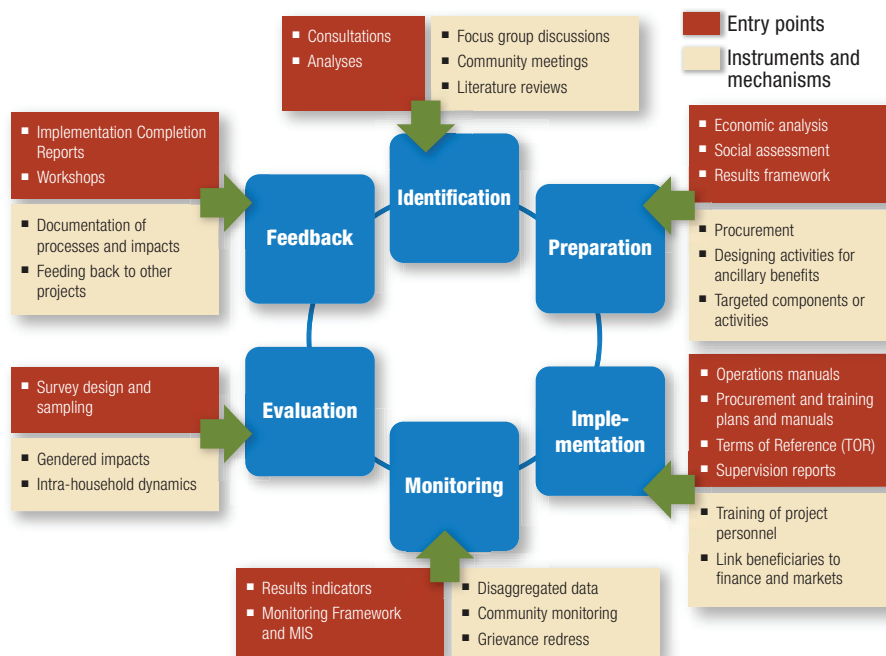 Entry points
Instruments and
mechanisms
Consultations
Analyses
Focus group discussions
Community meetings
Literature reviews
Identification
Economic analysis
Social assessment
Results framework
Procurement
Designing activities for
ancillary benefits
Targeted components or
activities
Preparation
Operations manuals
Procurement and training
plans and manuals
Terms of Reference (TOR)
Supervision reports
Training of project
personnel
Link beneficiaries to
finance and markets
Imple-
mentation
Monitoring
Results indicators
Monitoring Framework
and MIS
Disaggregated data
Community monitoring
Grievance redress
Evaluation
Survey design and
sampling
Gendered impacts
Intra-household dynamics
Feedback
Implementation Completion
Reports
Workshops
Documentation of
processes and impacts
Feeding back to other
projects